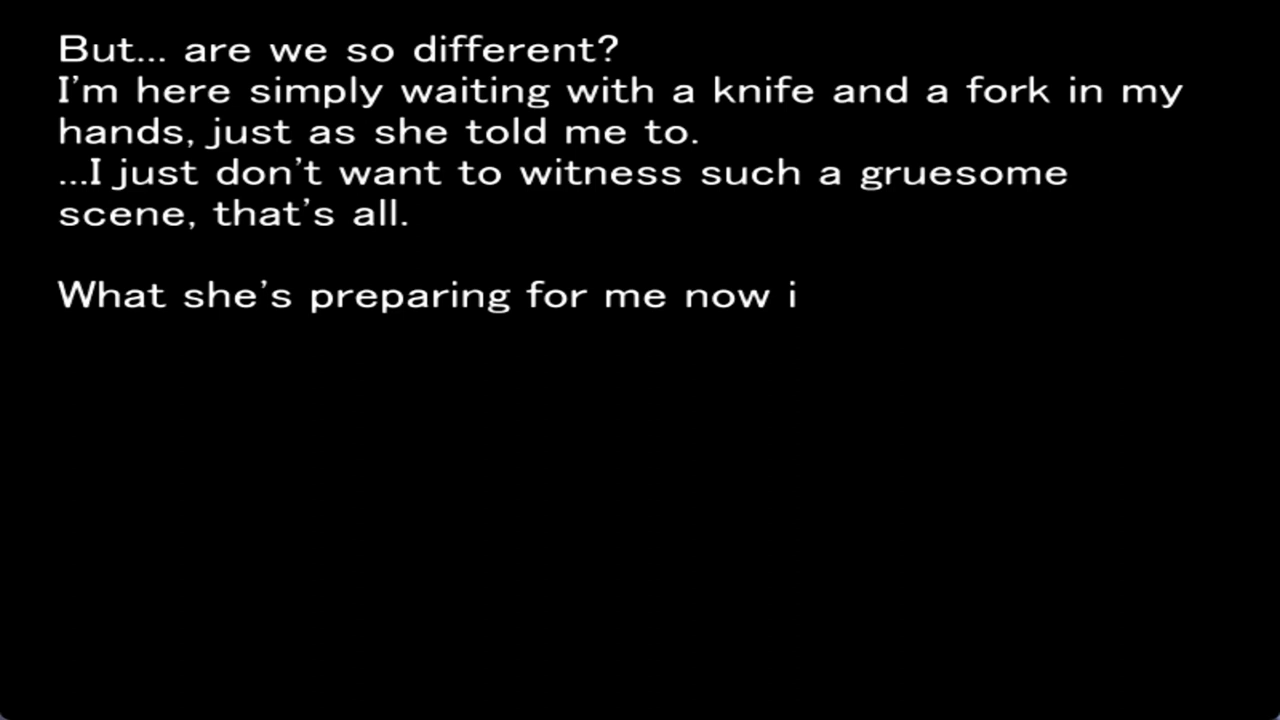 But... are we so different?
I'm here simply waiting with a knife and a fork in my
hands, just as she told me to.
...I just don't want to witness such a gruesome
scene, that's all.
What she's preparing for me now i